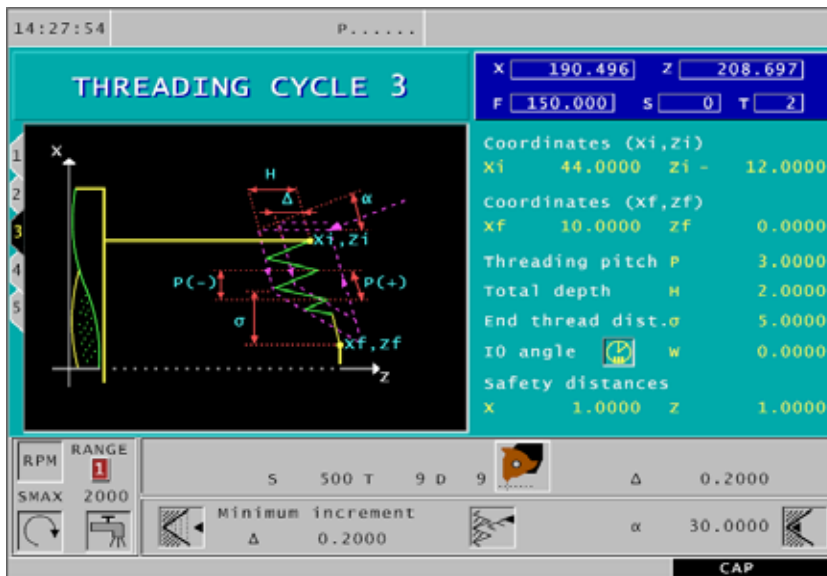 14:27:54 P......
THREADING CYCLE 3
X 190.496 Z 208.697
F 150.000 S 0 T 2
1
2
3
4
5
X
H
Δ
α
Xi,Zi
P(-)
P(+)
σ
Xf,Zf
Z
Coordinates (Xi,Zi)
Xi 44.0000 Zi - 12.0000
Coordinates (Xf,Zf)
Xf 10.0000 Zf 0.0000
Threading pitch P 3.0000
Total depth H 2.0000
End thread dist.σ 5.0000
IO angle W 0.0000
Safety distances
X 1.0000 Z 1.0000
RPM
RANGE
1
SMAX 2000
S 500 T 9 D 9 Δ 0.2000
Minimum increment
Δ 0.2000
α 30.0000
CAP